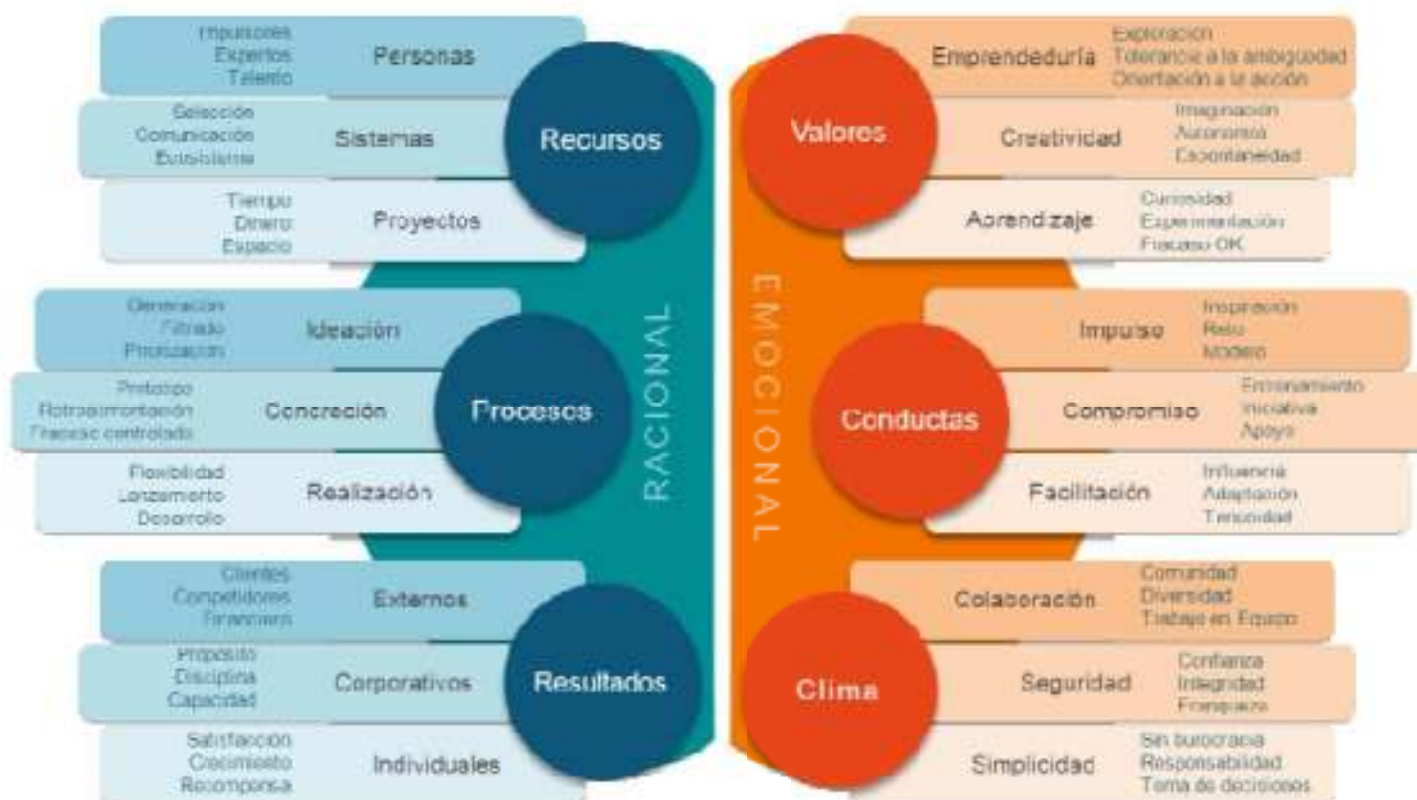 Impulsores
Expertos
Talento
Personas
Selección
Comunicación
Ecosistema
Sistemas
Tiempo
Dinero
Espacio
Proyectos
Recursos
Generación
Filtrado
Priorización
Ideación
Prototipo
Retroalimentación
Fracaso controlado
Concreción
Flexibilidad
Lanzamiento
Desarrollo
Realización
Procesos
Clientes
Competidores
Financiero
Externos
Propósito
Disciplina
Capacidad
Corporativos
Satisfacción
Crecimiento
Recompensa
Individuales
Resultados
RACIONAL
EMOCIONAL
Valores
Emprendeduría
Exploración
Tolerancia a la ambigüedad
Orientación a la acción
Creatividad
Imaginación
Autonomía
Espontaneidad
Aprendizaje
Curiosidad
Experimentación
Fracaso OK
Conductas
Impulso
Inspiración
Reto
Modelo
Compromiso
Entrenamiento
Iniciativa
Apoyo
Facilitación
Influencia
Adaptación
Clima
Colaboración
Comunidad
Diversidad
Trabajo en Equipo
Seguridad
Confianza
Integridad
Franqueza
Simplicidad
Sin burocracia
Responsabilidad
Toma de decisiones